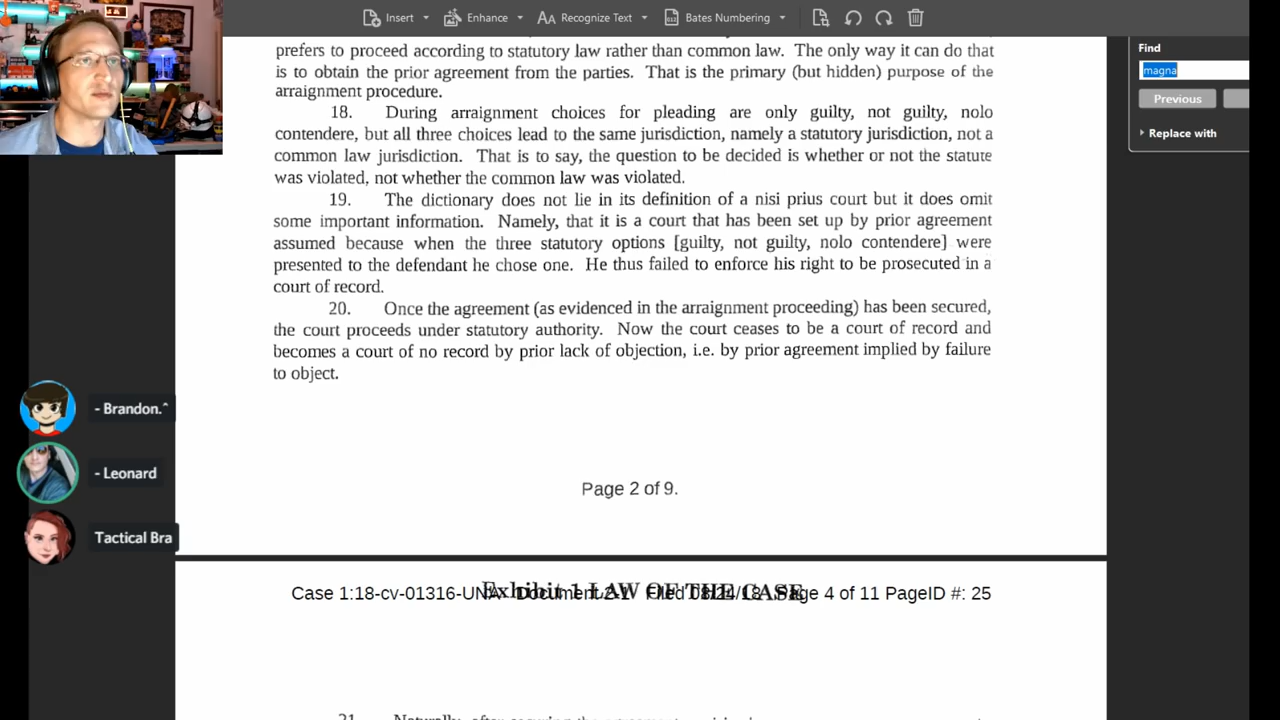 Insert
Enhance
Recognize Text
Bates Numbering
Find
magna
Previous
Replace with
prefers to proceed according to statutory law rather than common law. The only way it can do that
is to obtain the prior agreement from the parties. That is the primary (but hidden) purpose of the
arraignment procedure.
18. During arraignment choices for pleading are only guilty, not guilty, nolo
contendere, but all three choices lead to the same jurisdiction, namely a statutory jurisdiction, not a
common law jurisdiction. That is to say, the question to be decided is whether or not the statute
was violated, not whether the common law was violated.
19. The dictionary does not lie in its definition of a nisi prius court but it does omit
some important information. Namely, that it is a court that has been set up by prior agreement
assumed because when the three statutory options [guilty, not guilty, nolo contendere] were
presented to the defendant he chose one. He thus failed to enforce his right to be prosecuted in a
court of record.
20. Once the agreement (as evidenced in the arraignment proceeding) has been secured,
the court proceeds under statutory authority. Now the court ceases to be a court of record and
becomes a court of no record by prior lack of objection, i.e. by prior agreement implied by failure
to object.
- Brandon.^
- Leonard
Tactical Bra
Page 2 of 9.
Exhibit 1 LAW OF THE CASE
Case 1:18-cv-01316-UNA Document Filed Page 4 of 11 PageID #: 25
21. Naturally, after securing the agreement